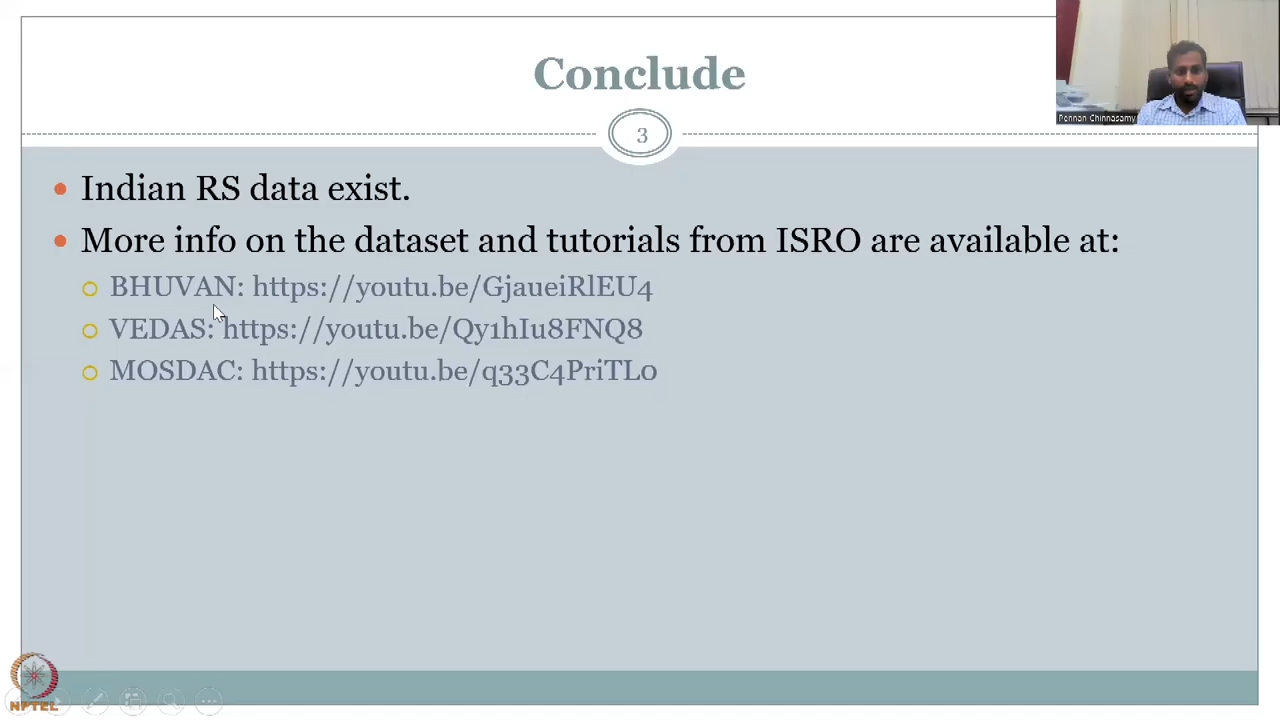 Conclude
3
Pennan Chinnasamy
Indian RS data exist.
More info on the dataset and tutorials from ISRO are available at:
BHUVAN: https://youtu.be/GjaueiRlEU4
VEDAS: https://youtu.be/Qy1hIu8FNQ8
MOSDAC: https://youtu.be/q33C4PriTL0
NPTEL